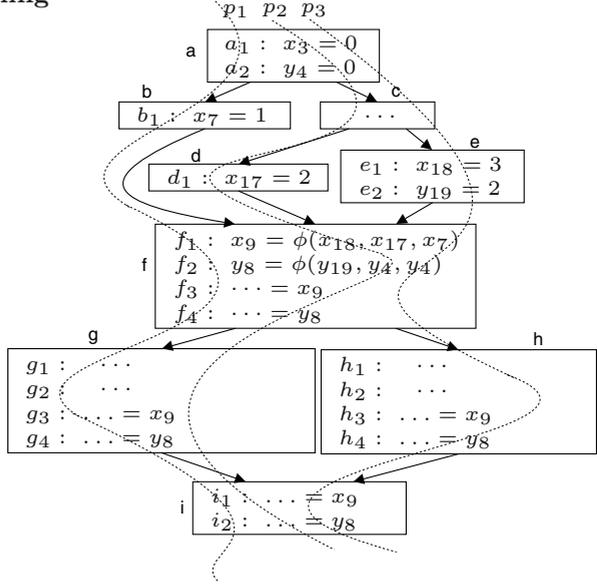 p₁ p₂ p₃
a
a₁ : x₃ = 0
a₂ : y₄ = 0
b
b₁ : x₇ = 1
c
· · ·
d
d₁ : x₁₇ = 2
e
e₁ : x₁₈ = 3
e₂ : y₁₉ = 2
f
f₁ : x₉ = ϕ(x₁₈, x₁₇, x₇)
f₂ : y₈ = ϕ(y₁₉, y₄, y₄)
f₃ : · · · = x₉
f₄ : · · · = y₈
g
g₁ : · · ·
g₂ : · · ·
g₃ : . . . = x₉
g₄ : . . . = y₈
h
h₁ : · · ·
h₂ : · · ·
h₃ : . . . = x₉
h₄ : . . . = y₈
i
i₁ : . . . = x₉
i₂ : . . . = y₈